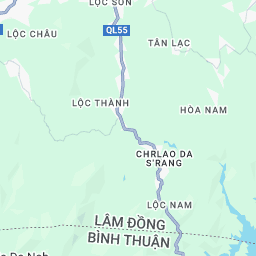 LỘC SƠN
QL55
LỘC CHÂU
TÂN LẠC
LỘC THÀNH
HÒA NAM
CHRLAO DA
S'RANG
LỘC NAM
LÂM ĐỒNG
BÌNH THUẬN